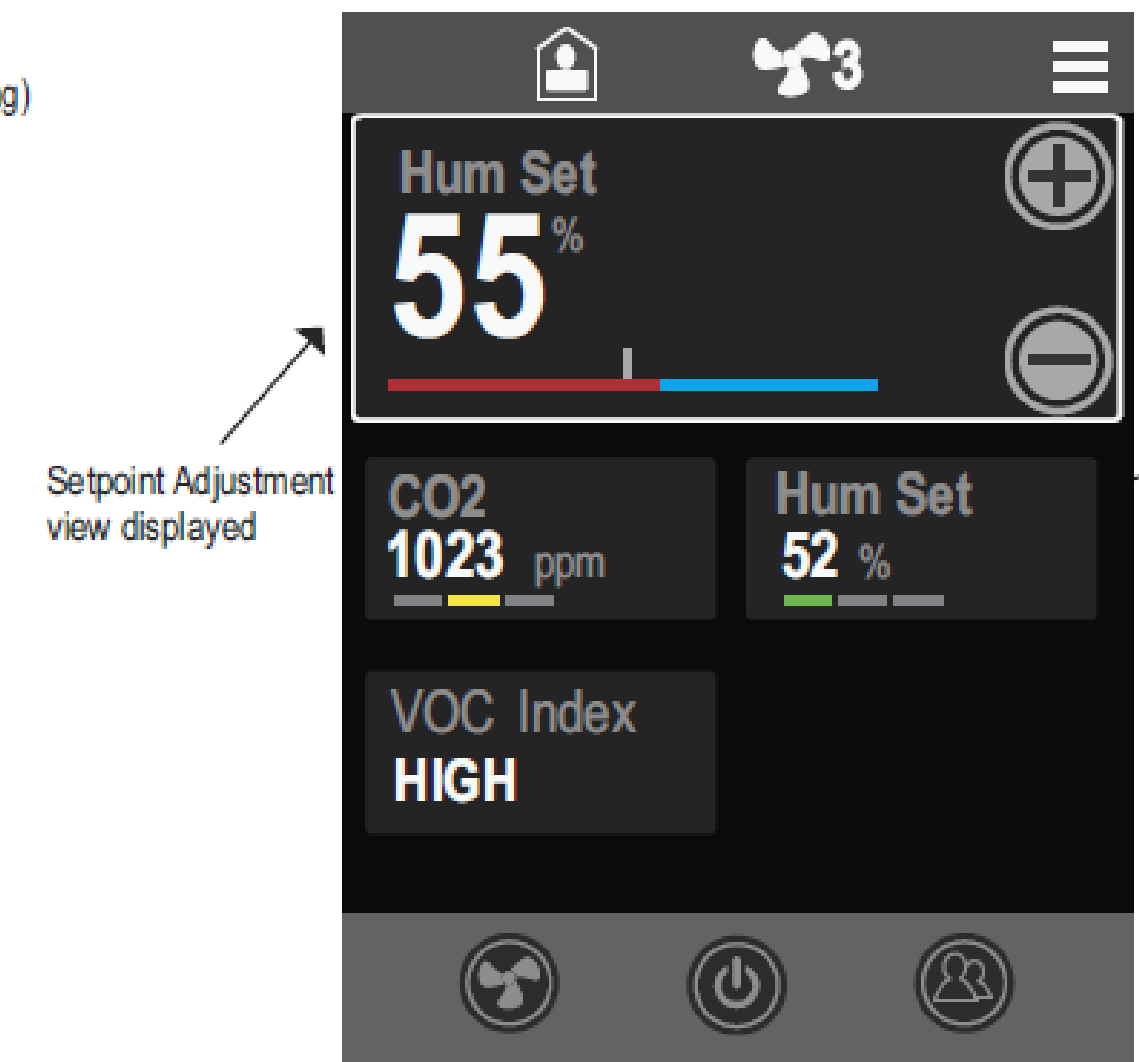 3
Hum Set
55 %
Setpoint Adjustment
view displayed
CO2
1023 ppm
Hum Set
52 %
VOC Index
HIGH